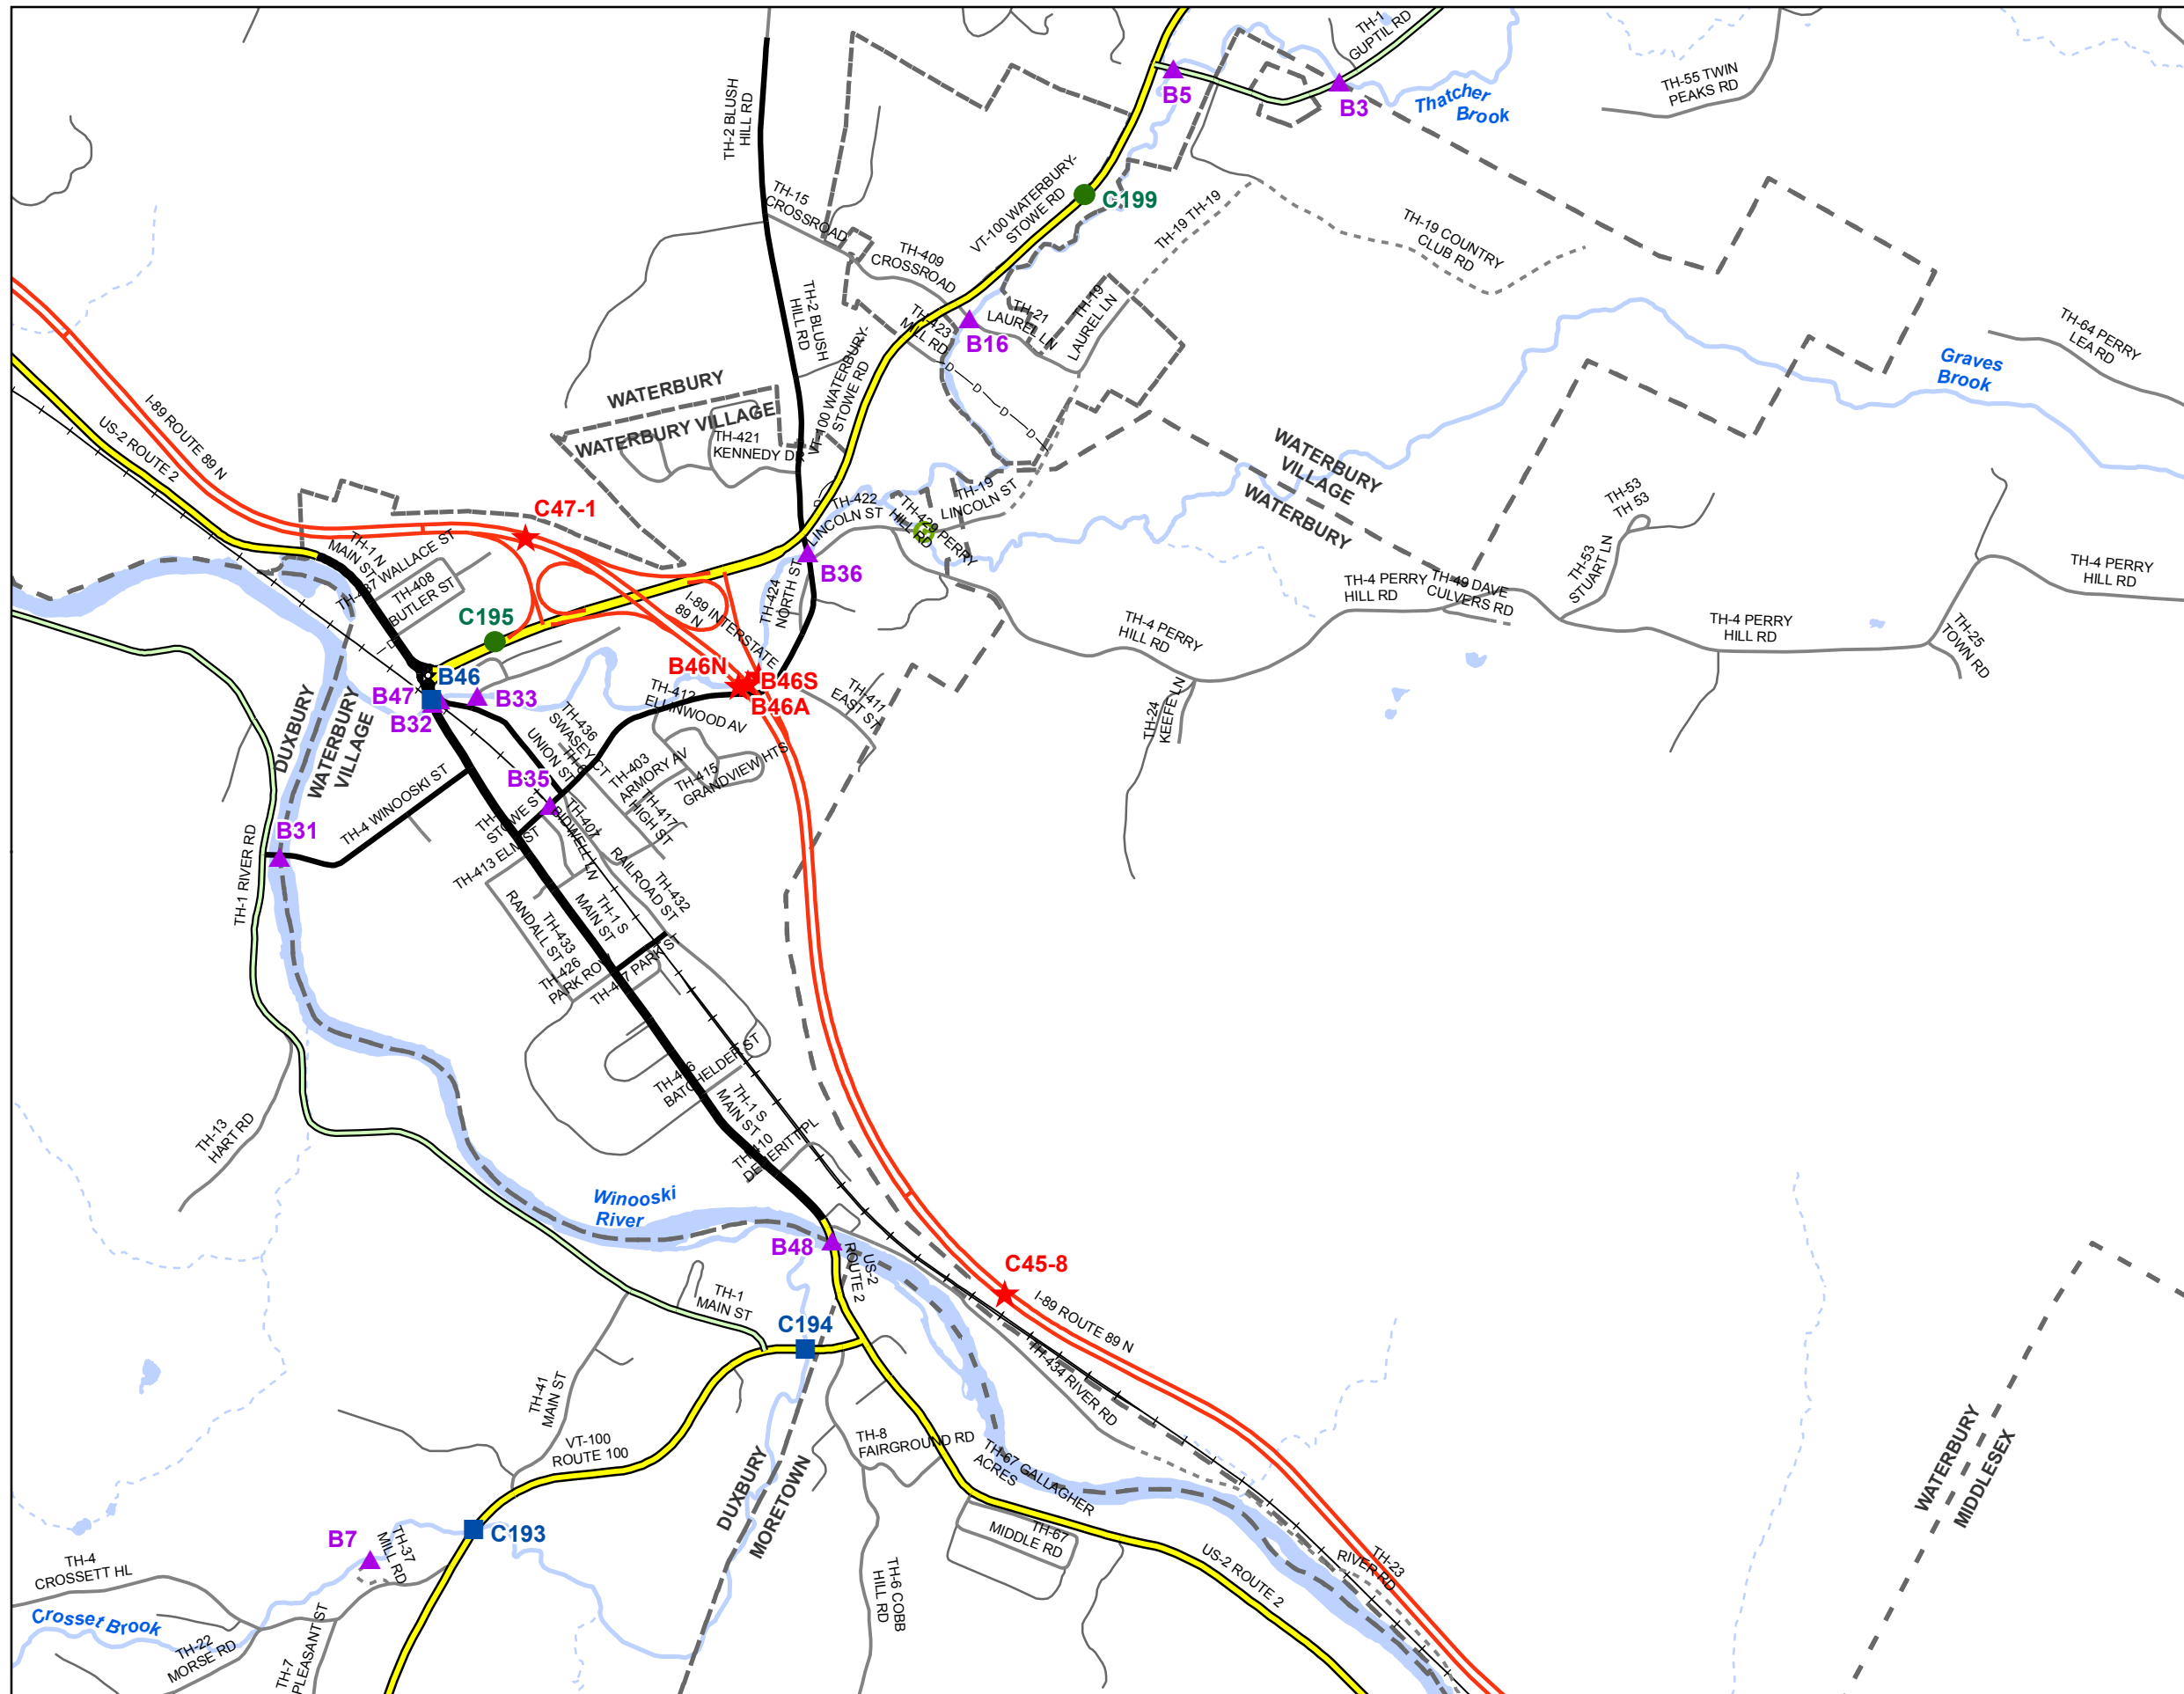 TH-1
GUPTIL RD
TH-55 TWIN
PEAKS RD
B5
B3
Thatcher
Brook
TH-2 BLUSH
HILL RD
C199
VT-100 WATERBURY-
STOWE RD
TH-15
CROSSROAD
TH-409
CROSSROAD
TH-19 TH-19
TH-19 COUNTRY
CLUB RD
TH-2 BLUSH
HILL RD
TH-423
MILL RD
B16
TH-21
LAUREL LN
TH-19
LAUREL LN
VT-100 WATERBURY-
STOWE RD
TH-64 PERRY
LEA RD
Graves
Brook
WATERBURY
WATERBURY VILLAGE
TH-421
KENNEDY DR
I-89 ROUTE 89 N
US-2 ROUTE 2
D
D
D
D
D
WATERBURY
VILLAGE
WATERBURY
C47-1
TH-422
LINCOLN ST
TH-19
LINCOLN ST
TH-429 PERRY
HILL RD
TH-53
TH 53
TH-53
STUART LN
TH-1 N
MAIN ST
TH-437 WALLACE ST
TH-408
BUTLER ST
D
B36
TH-424
NORTH ST
TH-4 PERRY
HILL RD
TH-49 DAVE
CULVERS RD
TH-4 PERRY
HILL RD
TH-4 PERRY
HILL RD
TH-4 PERRY
HILL RD
TH-25
TOWN RD
C195
I-89 INTERSTATE
89 N
B46N
B46S
B46A
B46
B47
B32
B33
TH-412
ELLINWOOD AV
TH-411
EAST ST
TH-24
KEEFE LN
DUXBURY
WATERBURY
VILLAGE
TH-436
SWASEY CT
UNION ST
TH-403
ARMORY AV
TH-415
GRANDVIEW HTS
TH-417
HIGH ST
B35
STOWE ST
TH-407
BIDWELL LN
TH-4 WINOOSKI ST
TH-413 ELM ST
B31
TH-1 RIVER RD
TH-432
RAILROAD ST
TH-1 S
MAIN ST
TH-433
RANDALL ST
TH-426
PARK ROW
PARK ST
BATCHELDER ST
TH-1 S
MAIN ST
DEMERITT PL
TH-13
HART RD
Winooski
River
B48
US-2
ROUTE 2
C45-8
I-89 ROUTE 89 N
TH-1
MAIN ST
C194
TH-434 RIVER RD
TH-41
MAIN ST
VT-100
ROUTE 100
TH-8
FAIRGROUND RD
TH-67 GALLAGHER
ACRES
DUXBURY
MORETOWN
WATERBURY
MIDDLESEX
C193
B7
TH-37
MILL RD
TH-67
MIDDLE RD
US-2 ROUTE 2
TH-23
RIVER RD
TH-4
CROSSETT HL
Crosset Brook
TH-22
MORSE RD
TH-7
PLEASANT ST
TH-6 COBB
HILL RD